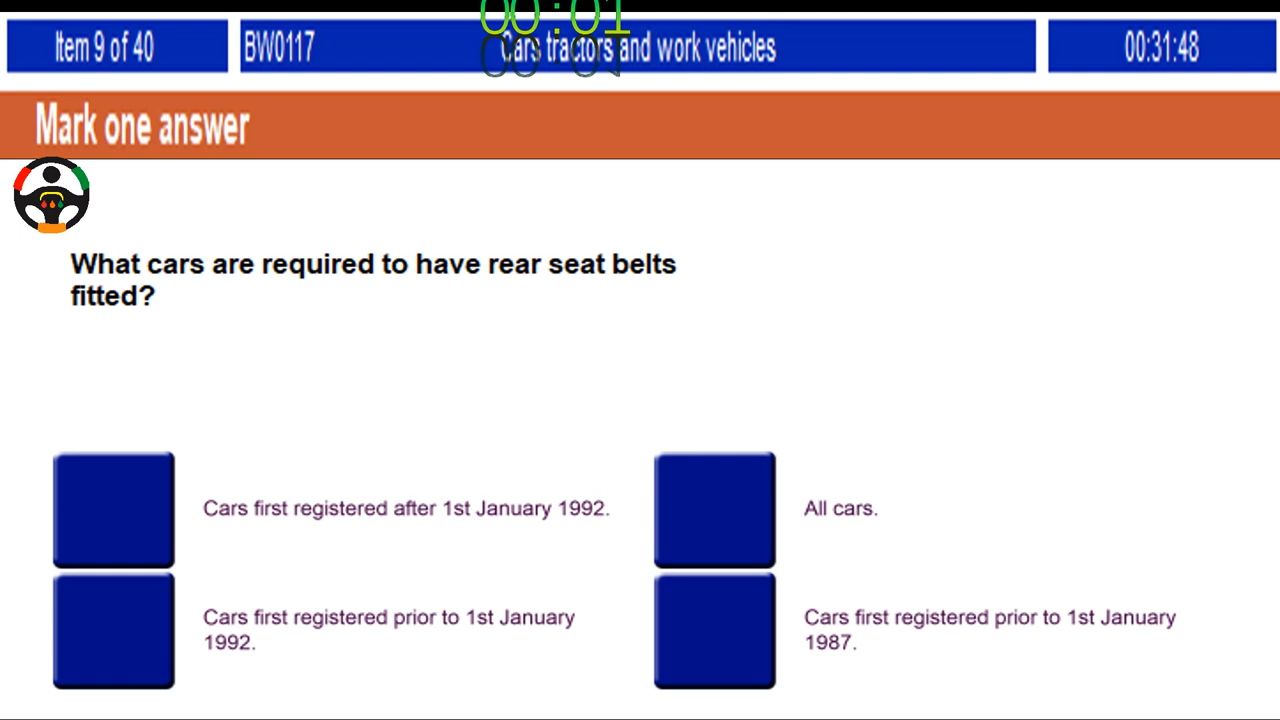 00:01
Item 9 of 40
BW0117
Cars tractors and work vehicles
00:31:48
Mark one answer
What cars are required to have rear seat belts
fitted?
Cars first registered after 1st January 1992.
All cars.
Cars first registered prior to 1st January
1992.
Cars first registered prior to 1st January
1987.